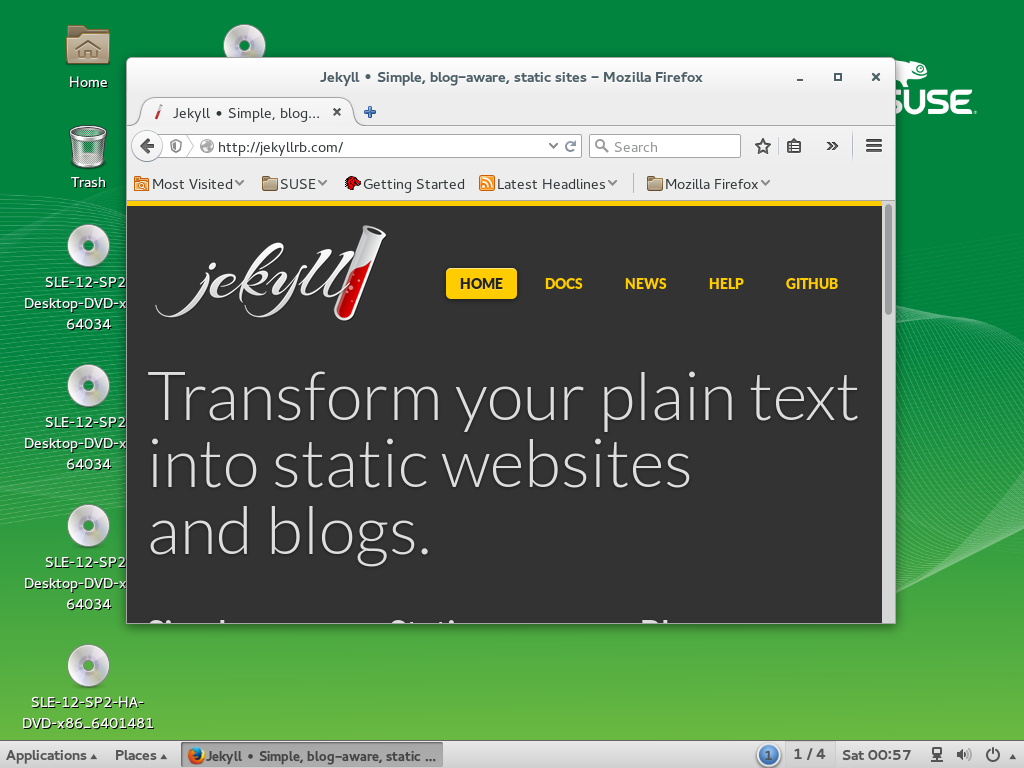 Home
Trash
SLE-12-SP2
Desktop-DVD-x
64034
SLE-12-SP2
Desktop-DVD-x
64034
SLE-12-SP2
Desktop-DVD-x
64034
SLE-12-SP2-HA-
DVD-x86_6401481
SUSE
Jekyll • Simple, blog-aware, static sites - Mozilla Firefox
Jekyll • Simple, blog...
http://jekyllrb.com/
Search
Most Visited
SUSE
Getting Started
Latest Headlines
Mozilla Firefox
jekyll
HOME
DOCS
NEWS
HELP
GITHUB
Transform your plain text
into static websites
and blogs.
Applications
Places
Jekyll • Simple, blog-aware, static ...
1
1 / 4
Sat 00:57